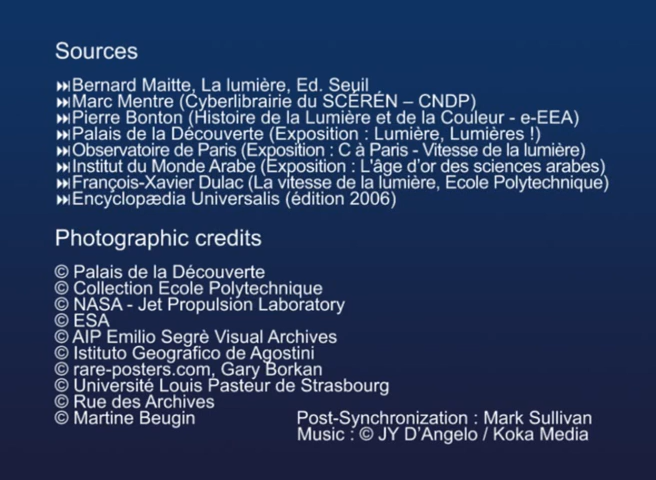 Sources
⏭Bernard Maitte, La lumière, Ed. Seuil
⏭Marc Mentre (Cyberlibrairie du SCÉRÉN – CNDP)
⏭Pierre Bonton (Histoire de la Lumière et de la Couleur - e-EEA)
⏭Palais de la Découverte (Exposition : Lumière, Lumières !)
⏭Observatoire de Paris (Exposition : C à Paris - Vitesse de la lumière)
⏭Institut du Monde Arabe (Exposition : L'âge d'or des sciences arabes)
⏭François-Xavier Dulac (La vitesse de la lumière, Ecole Polytechnique)
⏭Encyclopædia Universalis (édition 2006)
Photographic credits
© Palais de la Découverte
© Collection Ecole Polytechnique
© NASA - Jet Propulsion Laboratory
© ESA
© AIP Emilio Segrè Visual Archives
© Istituto Geografico de Agostini
© rare-posters.com, Gary Borkan
© Université Louis Pasteur de Strasbourg
© Rue des Archives
© Martine Beugin
Post-Synchronization : Mark Sullivan
Music : © JY D'Angelo / Koka Media